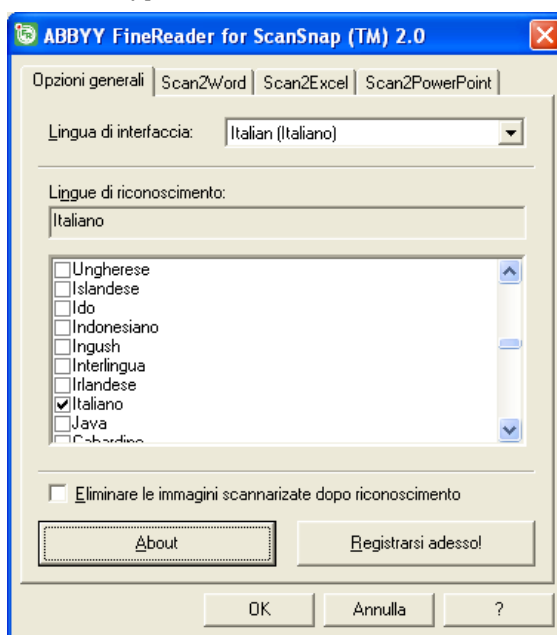 ABBYY FineReader for ScanSnap (TM) 2.0
Opzioni generali Scan2Word Scan2Excel Scan2PowerPoint
Lingua di interfaccia: Italian (Italiano)
Lingue di riconoscimento:
Italiano
Ungherese
Islandese
Ido
Indonesiano
Ingush
Interlingua
Irlandese
Italiano
Java
Cabardino
Eliminare le immagini scannarizate dopo riconoscimento
About Registrarsi adesso!
OK Annulla ?